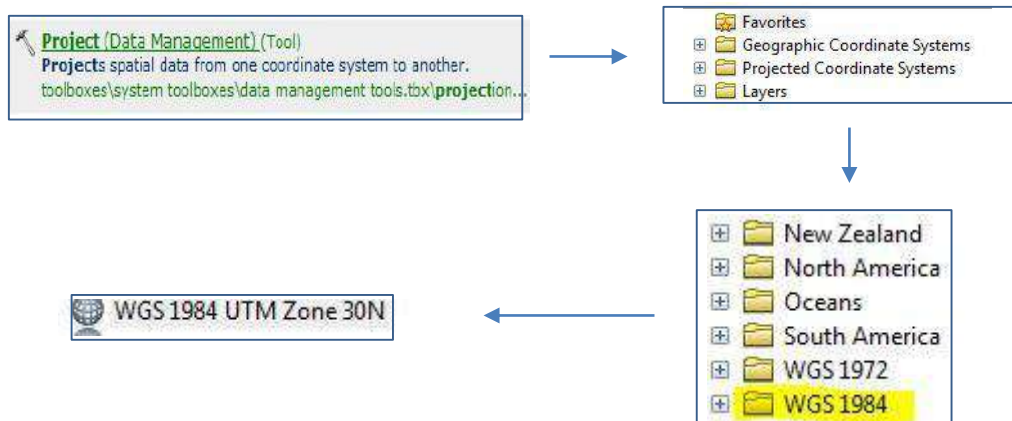 Project (Data Management) (Tool)
Projects spatial data from one coordinate system to another.
toolboxes\system toolboxes\data management tools.tbx\projection...
Favorites
Geographic Coordinate Systems
Projected Coordinate Systems
Layers
New Zealand
North America
Oceans
South America
WGS 1972
WGS 1984
WGS 1984 UTM Zone 30N